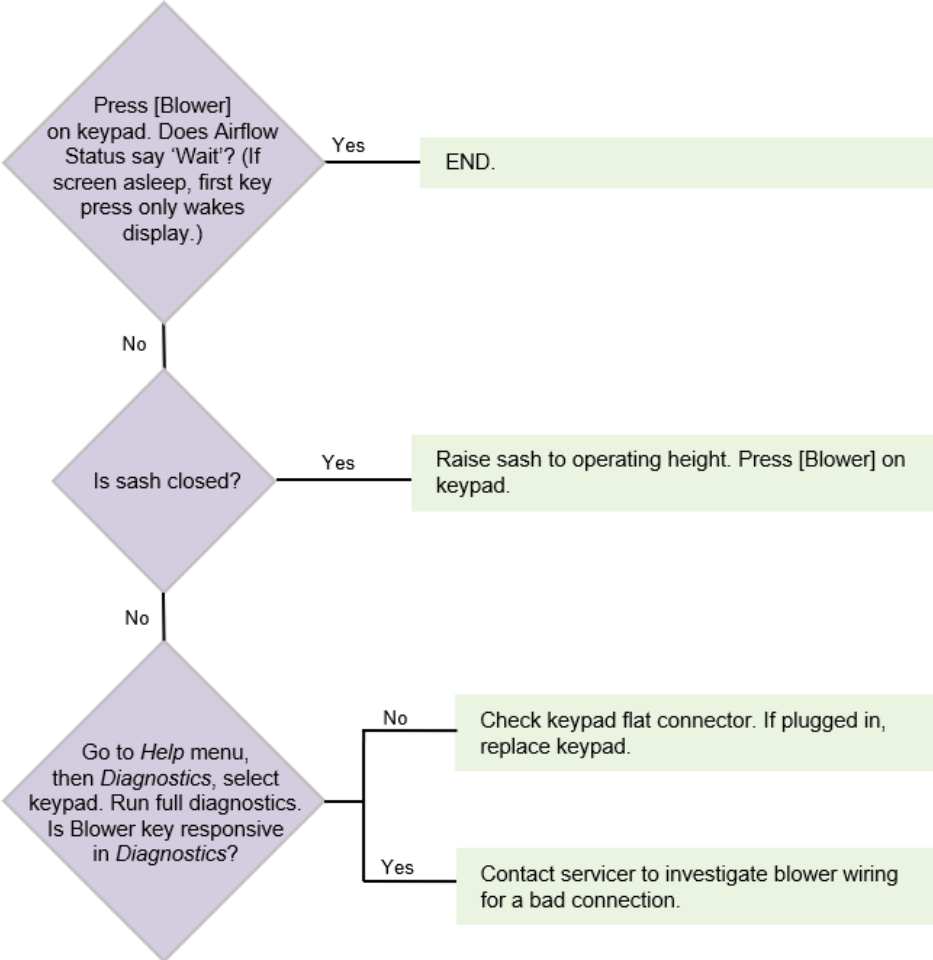 Press [Blower]
on keypad. Does Airflow
Status say ‘Wait’? (If
screen asleep, first key
press only wakes
display.)
Yes
END.
No
Is sash closed?
Yes
Raise sash to operating height. Press [Blower] on
keypad.
No
Go to Help menu,
then Diagnostics, select
keypad. Run full diagnostics.
Is Blower key responsive
in Diagnostics?
No
Check keypad flat connector. If plugged in,
replace keypad.
Yes
Contact servicer to investigate blower wiring
for a bad connection.